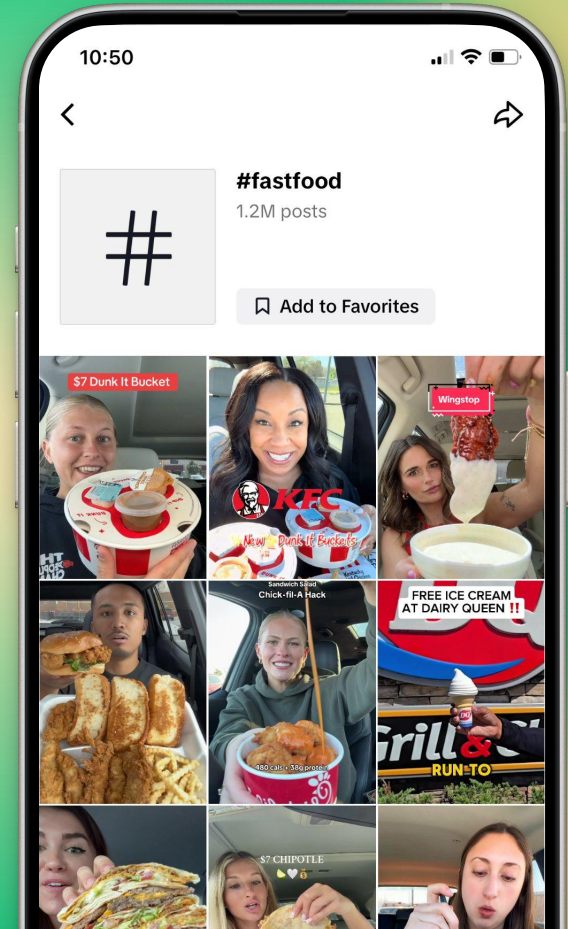 10:50
#fastfood
1.2M posts
Add to Favorites
$7 Dunk It Bucket
KFC
New Dunk It Buckets
Wingstop
Sandwich Salad
Chick-fil-A Hack
480 cals + 38g protein
FREE ICE CREAM
AT DAIRY QUEEN ‼️
DQ
Grill &
RUN TO
$7 CHIPOTLE